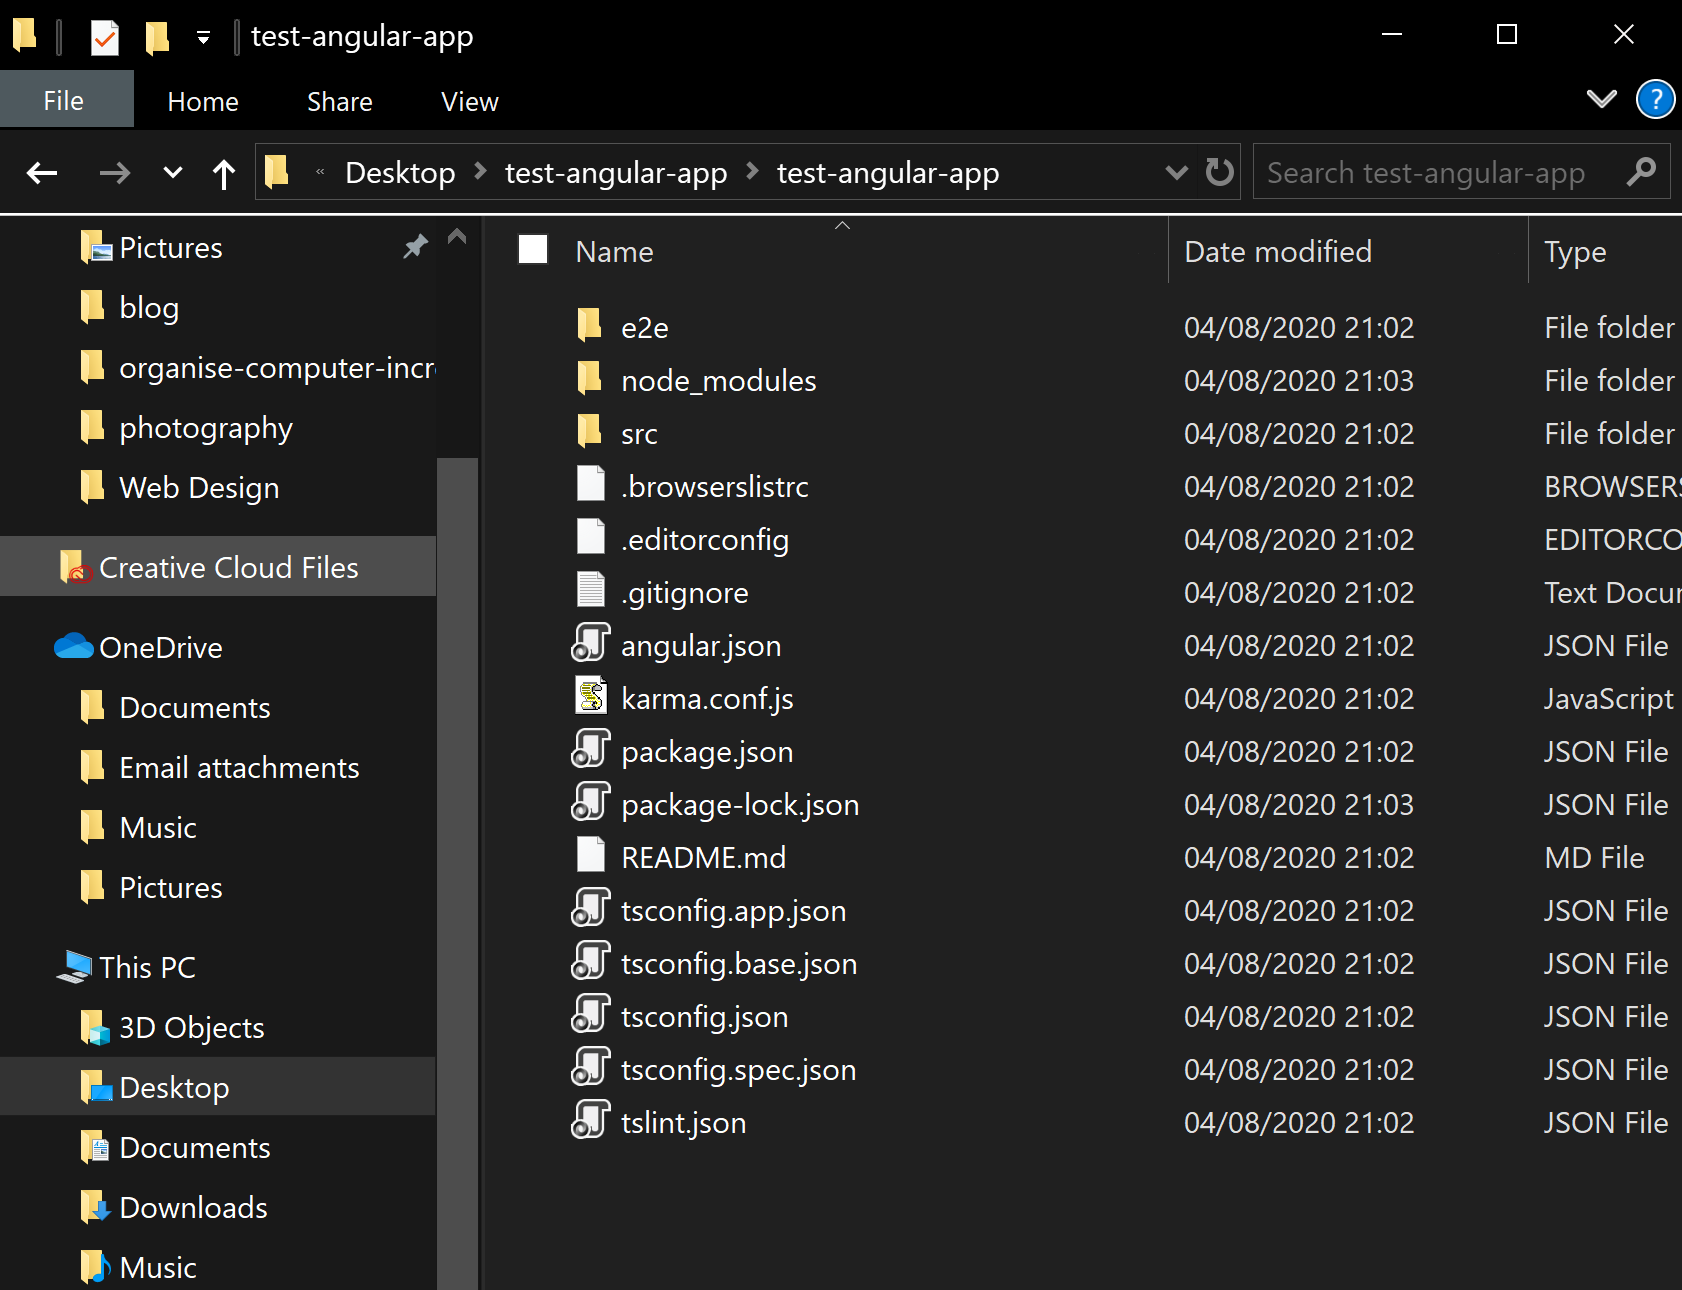 test-angular-app
File Home Share View ?
« Desktop > test-angular-app > test-angular-app Search test-angular-app
Pictures
blog
organise-computer-incr
photography
Web Design
Creative Cloud Files
OneDrive
Documents
Email attachments
Music
Pictures
This PC
3D Objects
Desktop
Documents
Downloads
Music
Name Date modified Type
e2e 04/08/2020 21:02 File folder
node_modules 04/08/2020 21:03 File folder
src 04/08/2020 21:02 File folder
.browserslistrc 04/08/2020 21:02 BROWSERS
.editorconfig 04/08/2020 21:02 EDITORCO
.gitignore 04/08/2020 21:02 Text Docur
angular.json 04/08/2020 21:02 JSON File
karma.conf.js 04/08/2020 21:02 JavaScript
package.json 04/08/2020 21:02 JSON File
package-lock.json 04/08/2020 21:03 JSON File
README.md 04/08/2020 21:02 MD File
tsconfig.app.json 04/08/2020 21:02 JSON File
tsconfig.base.json 04/08/2020 21:02 JSON File
tsconfig.json 04/08/2020 21:02 JSON File
tsconfig.spec.json 04/08/2020 21:02 JSON File
tslint.json 04/08/2020 21:02 JSON File